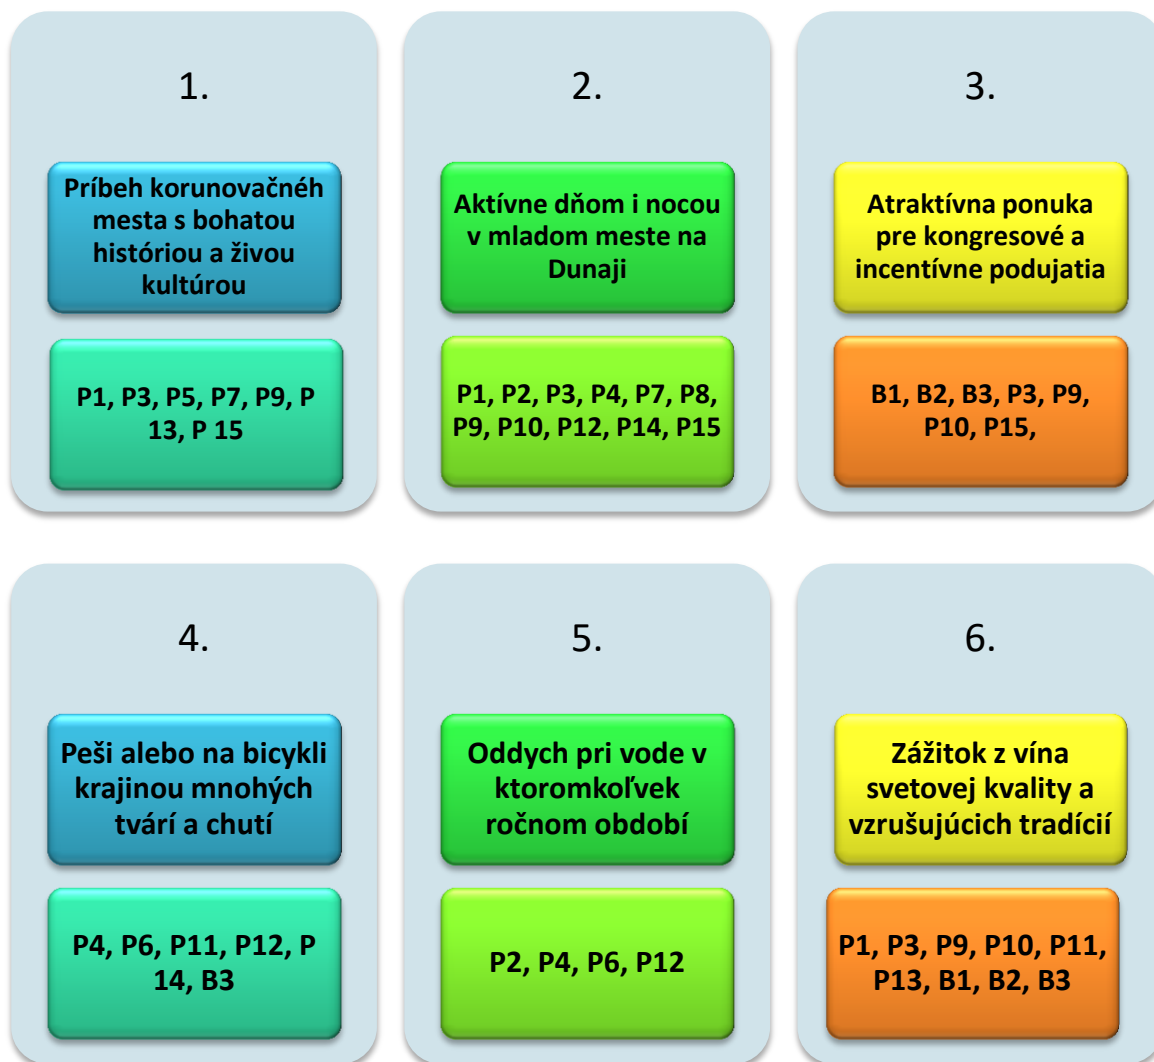 1.
Príbeh korunovačnéh
mesta s bohatou
históriou a živou
kultúrou
P1, P3, P5, P7, P9, P
13, P 15
2.
Aktívne dňom i nocou
v mladom meste na
Dunaji
P1, P2, P3, P4, P7, P8,
P9, P10, P12, P14, P15
3.
Atraktívna ponuka
pre kongresové a
incentívne podujatia
B1, B2, B3, P3, P9,
P10, P15,
4.
Peši alebo na bicykli
krajinou mnohých
tvárí a chutí
P4, P6, P11, P12, P
14, B3
5.
Oddych pri vode v
ktoromkoľvek
ročnom období
P2, P4, P6, P12
6.
Zážitok z vína
svetovej kvality a
vzrušujúcich tradícií
P1, P3, P9, P10, P11,
P13, B1, B2, B3